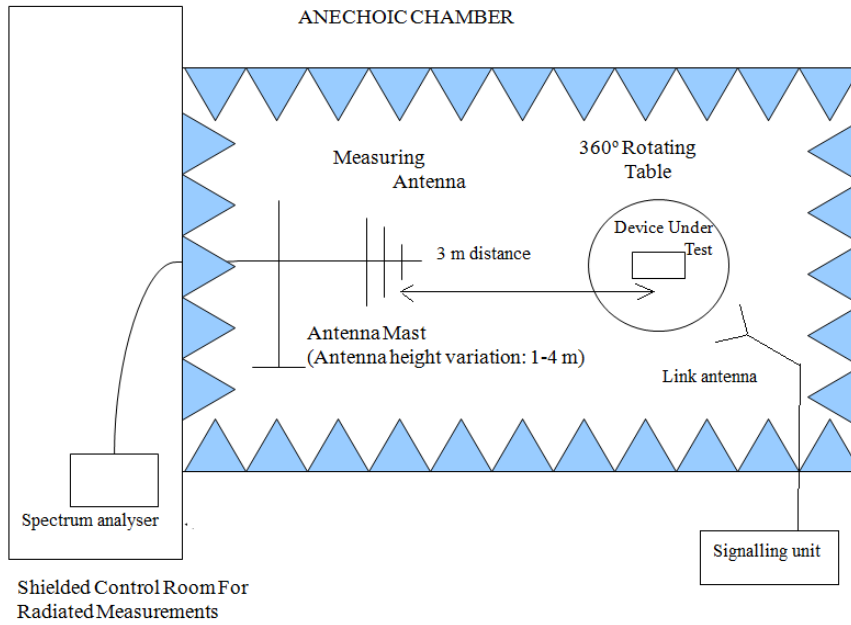 ANECHOIC CHAMBER
Measuring
Antenna
360º Rotating
Table
Device Under
Test
3 m distance
Antenna Mast
(Antenna height variation: 1-4 m)
Link antenna
Spectrum analyser
Signalling unit
Shielded Control Room For
Radiated Measurements